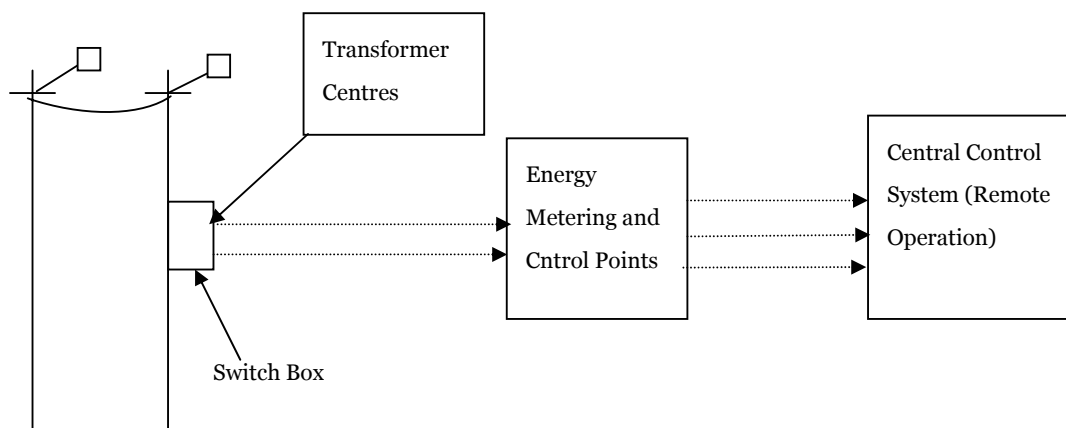 Transformer
Centres
Energy
Metering and
Cntrol Points
Central Control
System (Remote
Operation)
Switch Box